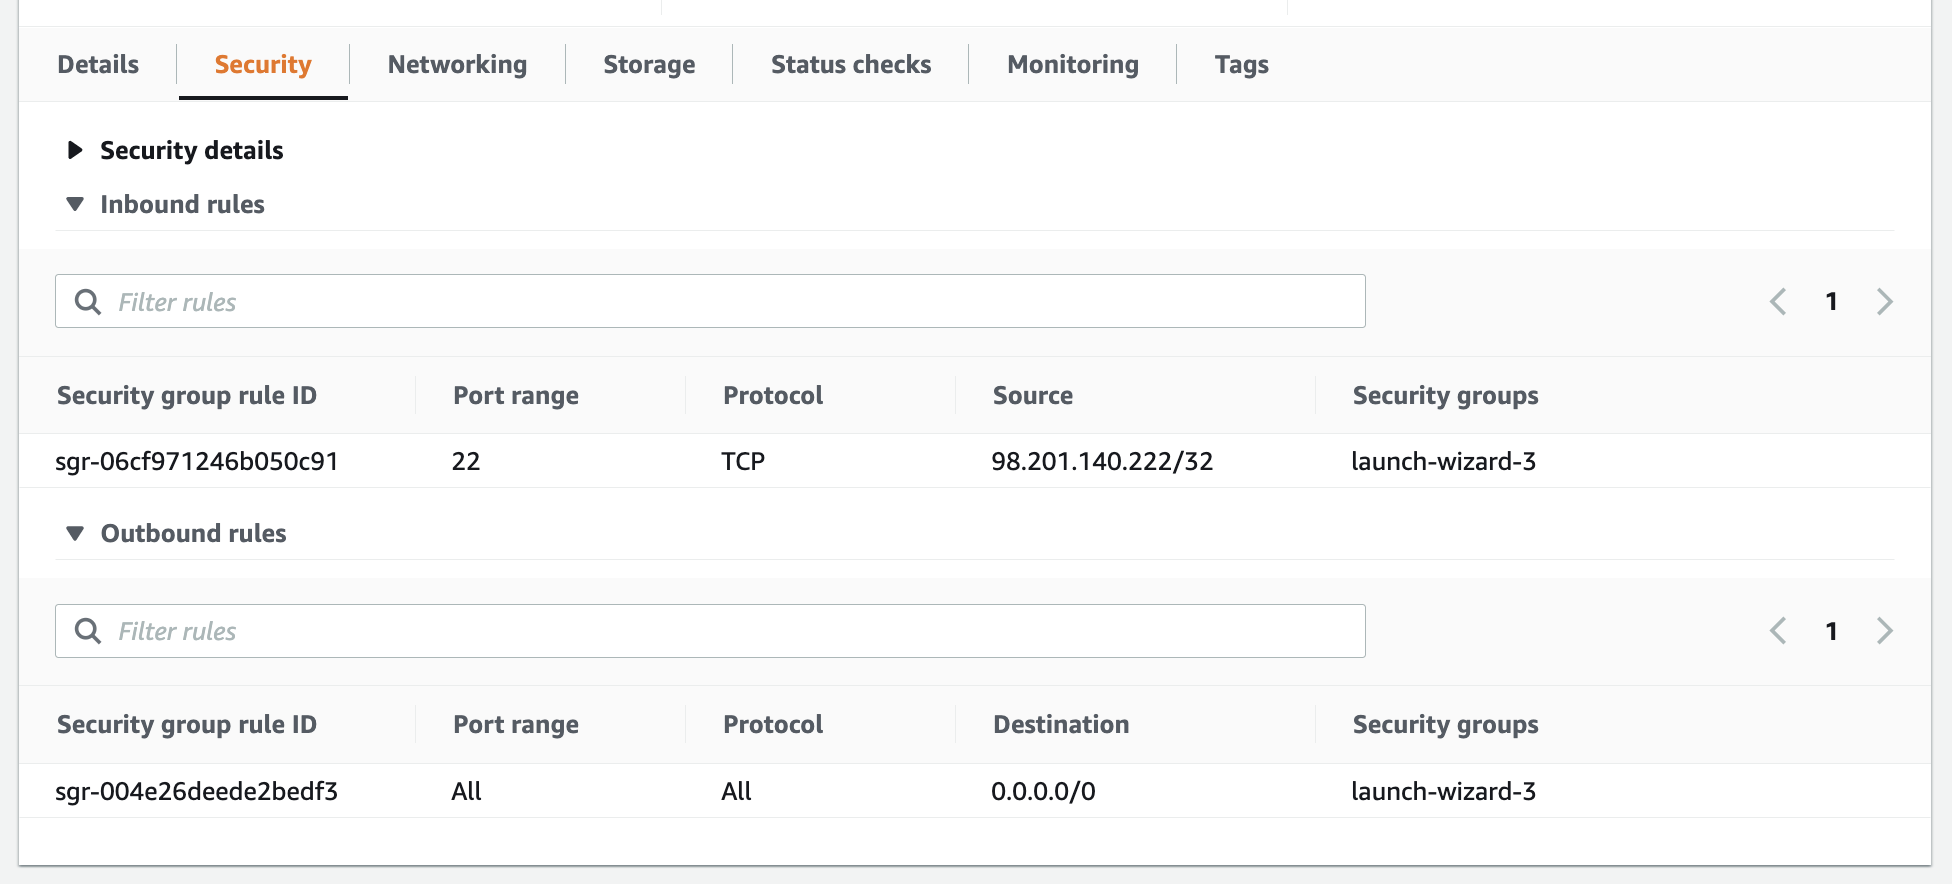 Details Security Networking Storage Status checks Monitoring Tags
Security details
Inbound rules
Filter rules 1
Security group rule ID Port range Protocol Source Security groups
sgr-06cf971246b050c91 22 TCP 98.201.140.222/32 launch-wizard-3
Outbound rules
Filter rules 1
Security group rule ID Port range Protocol Destination Security groups
sgr-004e26deede2bedf3 All All 0.0.0.0/0 launch-wizard-3